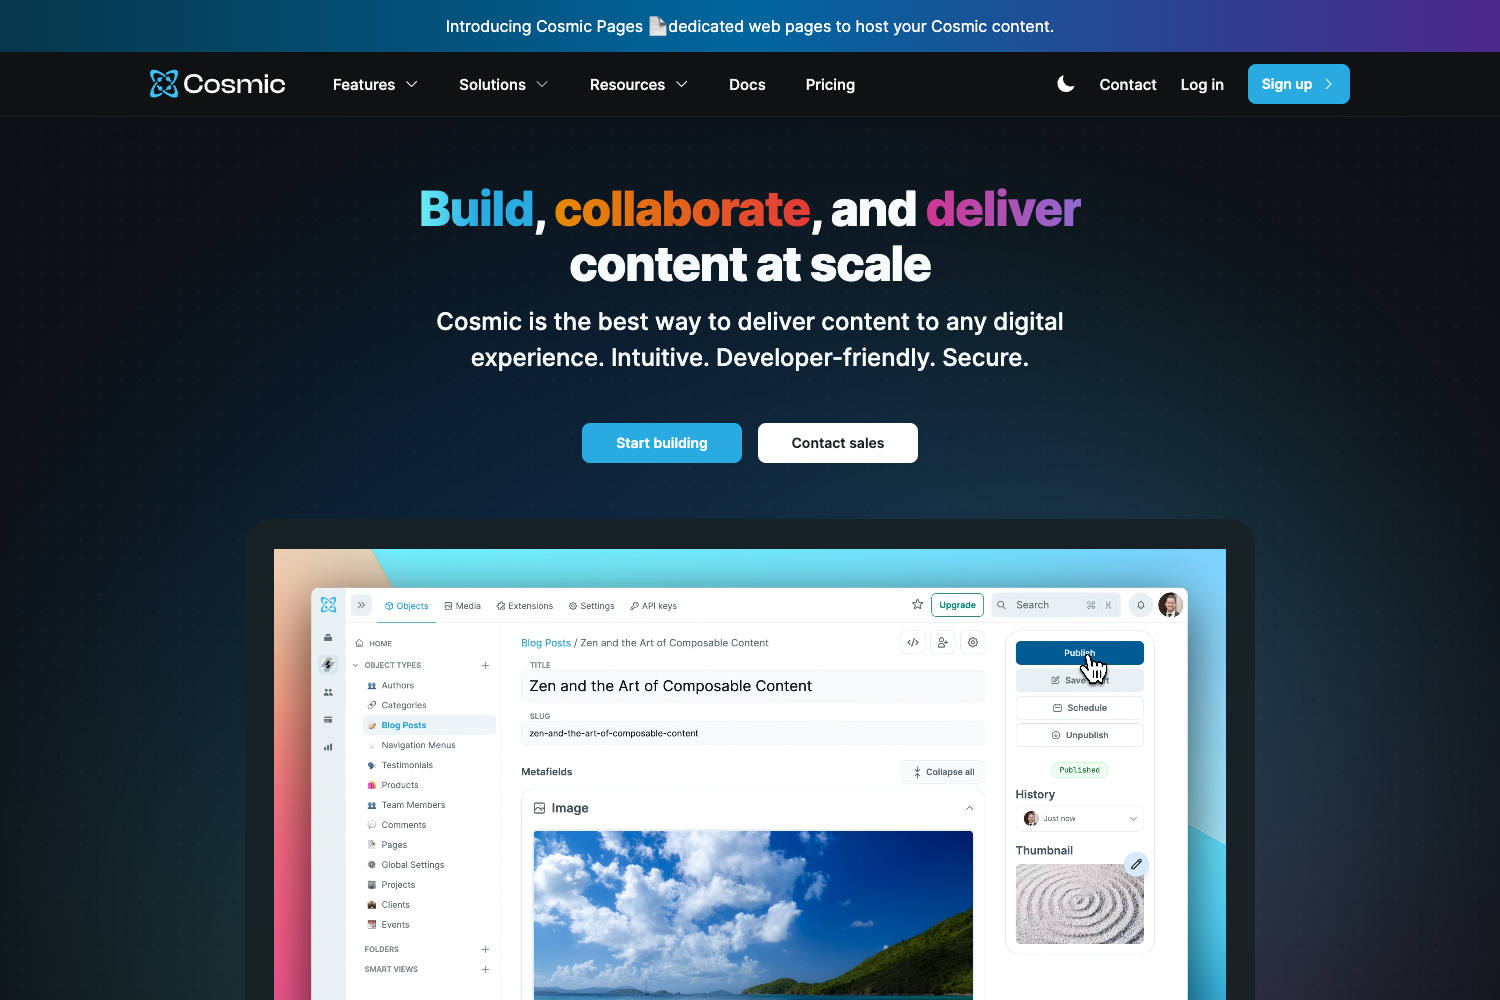 Introducing Cosmic Pages dedicated web pages to host your Cosmic content.
Cosmic Features Solutions Resources Docs Pricing Contact Log in Sign up
Build, collaborate, and deliver
content at scale
Cosmic is the best way to deliver content to any digital
experience. Intuitive. Developer-friendly. Secure.
Start building Contact sales
Objects Media Extensions Settings API keys Upgrade Search ⌘ K
HOME
OBJECT TYPES
Authors
Categories
Blog Posts
Navigation Menus
Testimonials
Products
Team Members
Comments
Pages
Global Settings
Projects
Clients
Events
FOLDERS
SMART VIEWS
Blog Posts / Zen and the Art of Composable Content
TITLE
Zen and the Art of Composable Content
SLUG
zen-and-the-art-of-composable-content
Metafields Collapse all
Image
Publish
Schedule
Unpublish
Published
History
Just now
Thumbnail